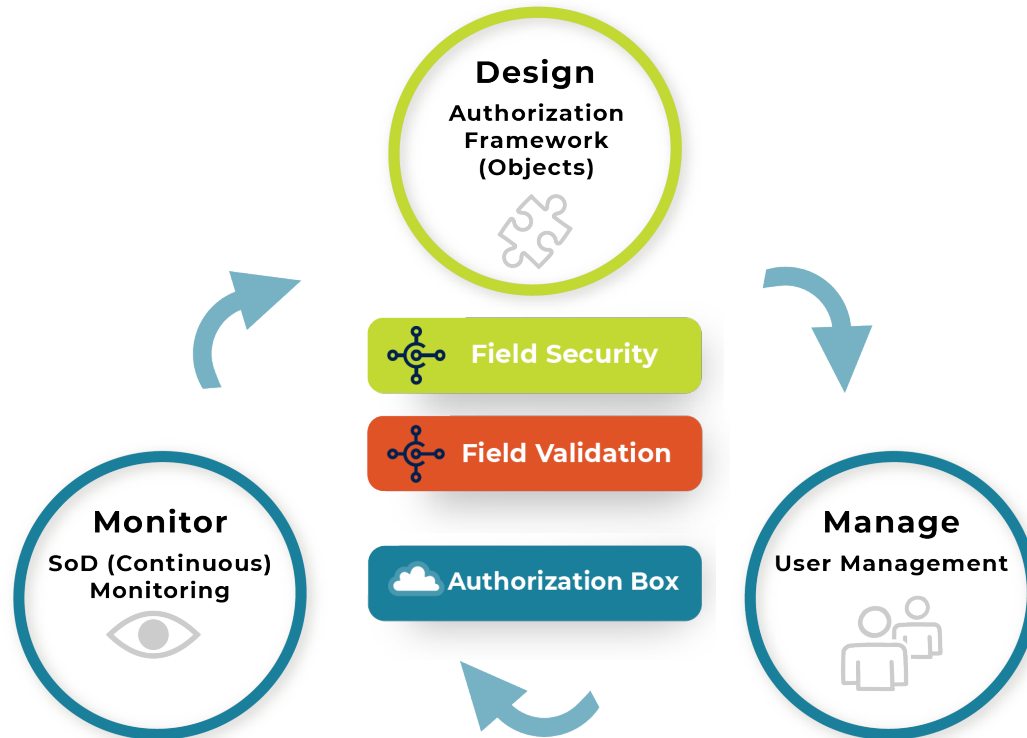 Design
Authorization
Framework
(Objects)
Field Security
Field Validation
Authorization Box
Monitor
SoD (Continuous)
Monitoring
Manage
User Management